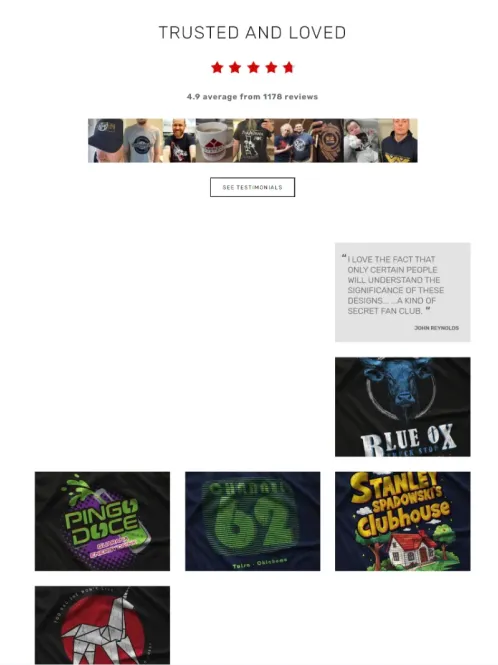 TRUSTED AND LOVED
4.9 average from 1178 reviews
SEE TESTIMONIALS
“ I LOVE THE FACT THAT
ONLY CERTAIN PEOPLE
WILL UNDERSTAND THE
SIGNIFICANCE OF THESE
DESIGNS... ...A KIND OF
SECRET FAN CLUB. ”
JOHN REYNOLDS
BLUE OX
PINGO
DOCE
62
Stanley
Spadowski's
Clubhouse